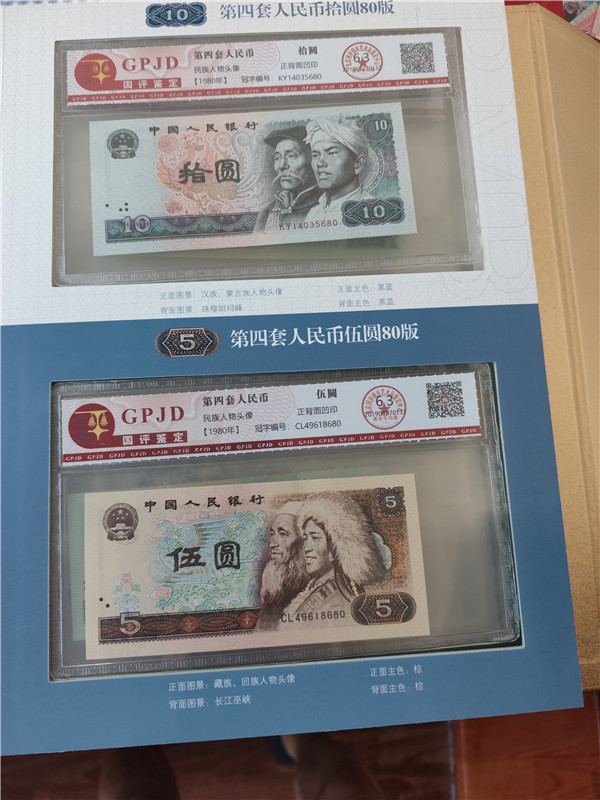 10 第四套人民币拾圆80版
GPJD
国评鉴定
第四套人民币 拾圆
民族人物头像 正背面凹印
【1980年】 冠字编号: KY14035680
63
中国人民银行 10
拾圆
10 KY14035680 10
正面图景：汉族、蒙古族人物头像 正面主色：黑蓝
背面图景：珠穆朗玛峰 背面主色：黑蓝
5 第四套人民币伍圆80版
GPJD
国评鉴定
第四套人民币 伍圆
民族人物头像 正背面凹印
【1980年】 冠字编号: CL49618680
63
中国人民银行 5
伍圆
5 CL49618680 5
正面图景：藏族、回族人物头像 正面主色：棕
背面图景：长江巫峡 背面主色：棕